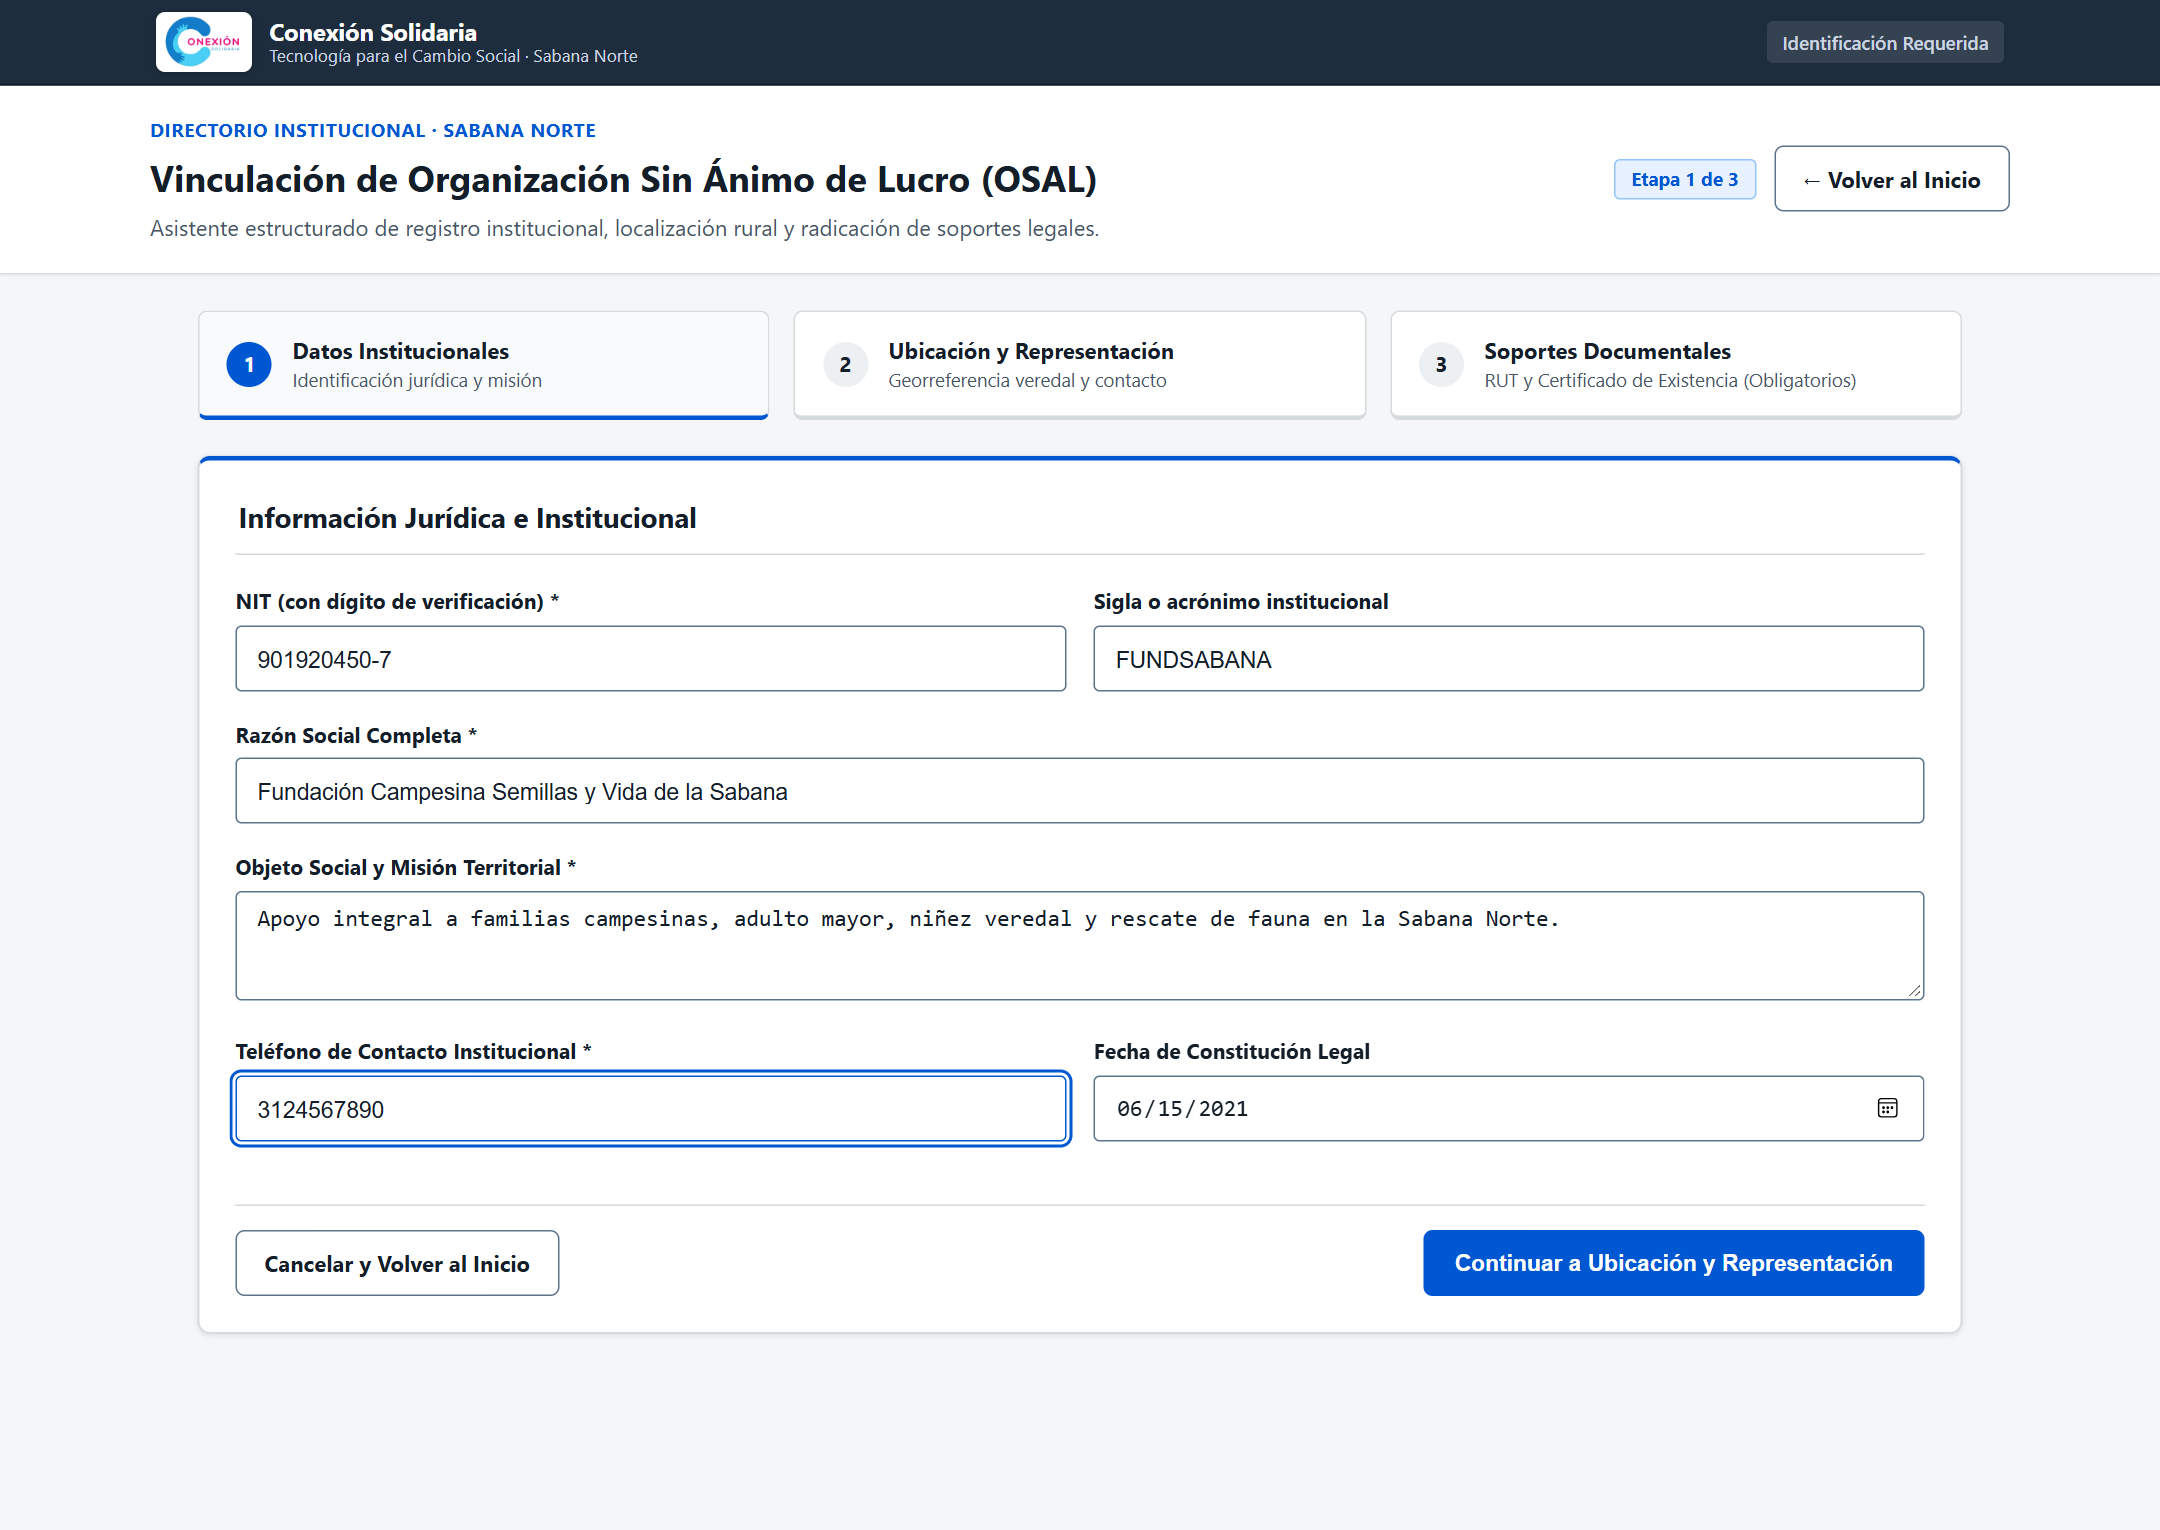 ONEXIÓN
SOLIDARIA
Conexión Solidaria
Tecnología para el Cambio Social · Sabana Norte
Identificación Requerida
DIRECTORIO INSTITUCIONAL · SABANA NORTE
Vinculación de Organización Sin Ánimo de Lucro (OSAL)
Asistente estructurado de registro institucional, localización rural y radicación de soportes legales.
Etapa 1 de 3
← Volver al Inicio
1
Datos Institucionales
Identificación jurídica y misión
2
Ubicación y Representación
Georreferencia veredal y contacto
3
Soportes Documentales
RUT y Certificado de Existencia (Obligatorios)
Información Jurídica e Institucional
NIT (con dígito de verificación) *
901920450-7
Sigla o acrónimo institucional
FUNDSABANA
Razón Social Completa *
Fundación Campesina Semillas y Vida de la Sabana
Objeto Social y Misión Territorial *
Apoyo integral a familias campesinas, adulto mayor, niñez veredal y rescate de fauna en la Sabana Norte.
Teléfono de Contacto Institucional *
3124567890
Fecha de Constitución Legal
06/15/2021
Cancelar y Volver al Inicio
Continuar a Ubicación y Representación